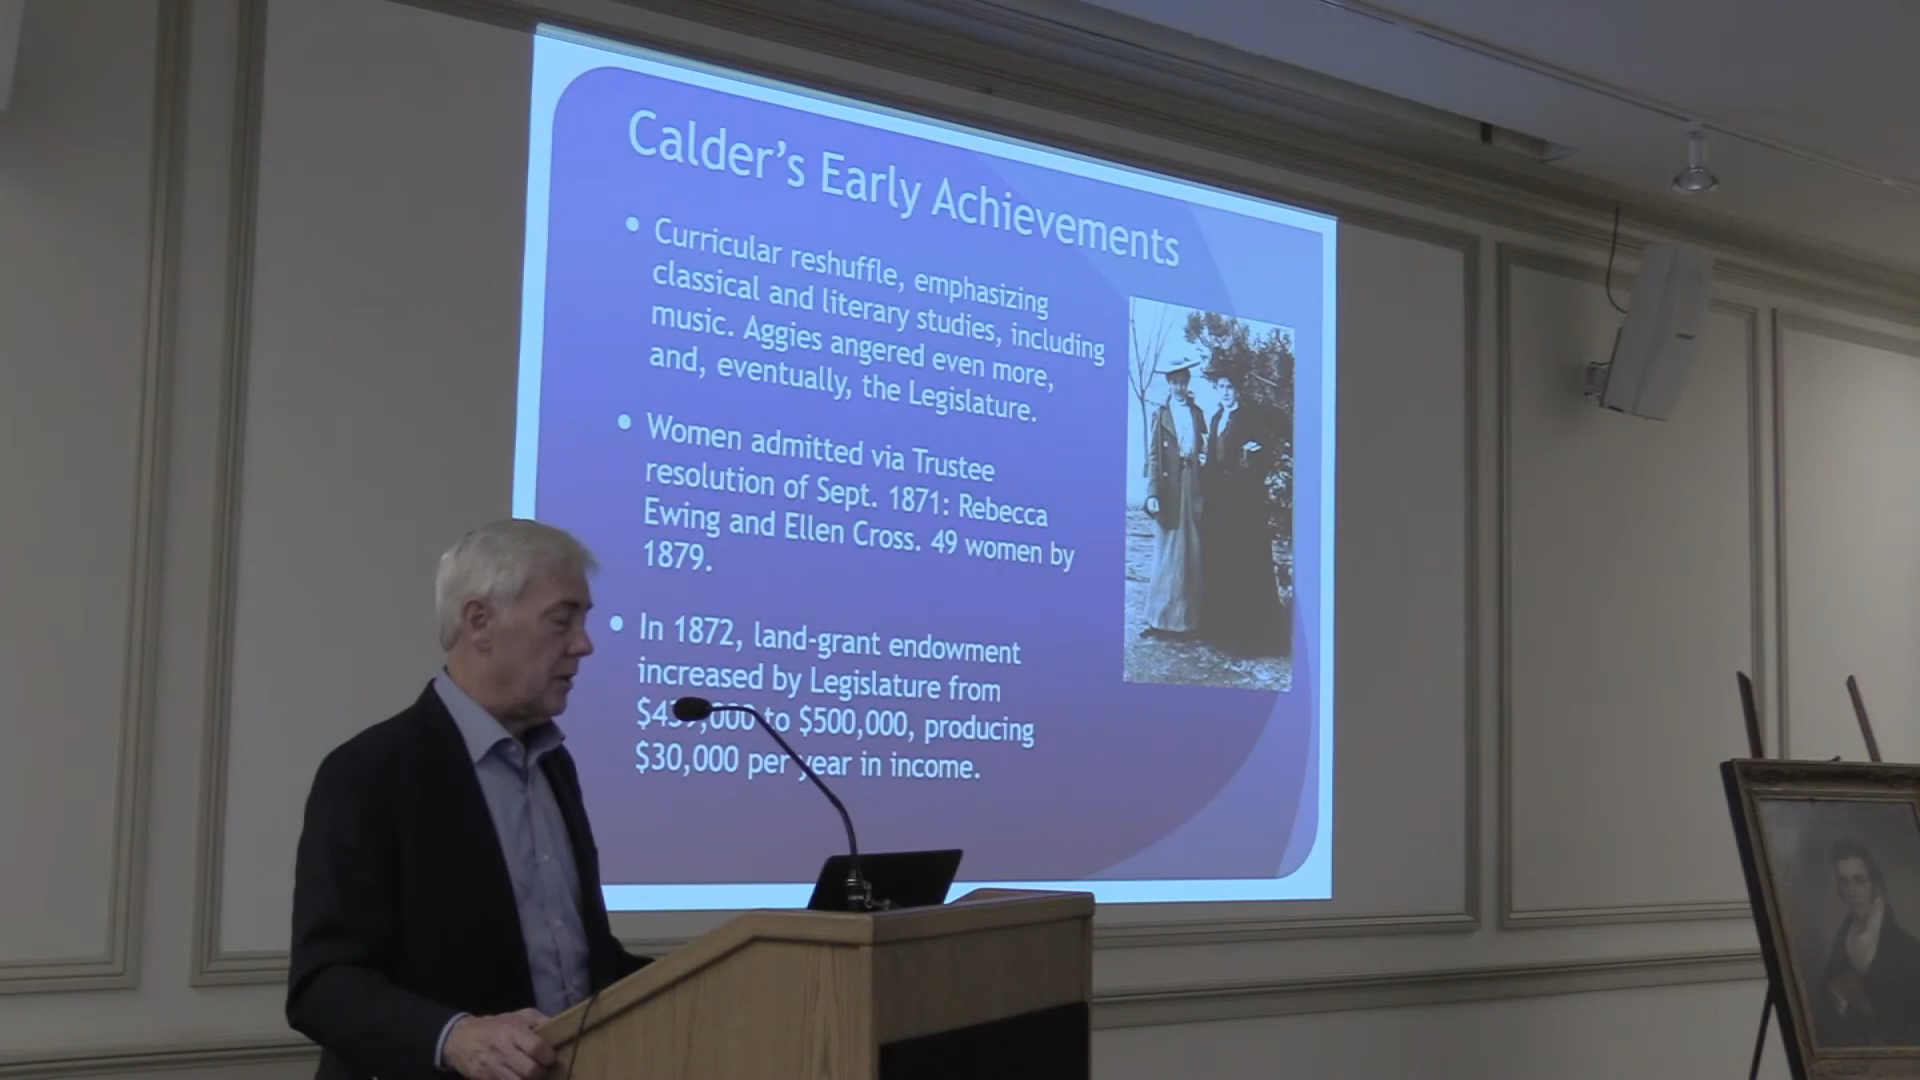 Calder's Early Achievements
• Curricular reshuffle, emphasizing
classical and literary studies, including
music. Aggies angered even more,
and, eventually, the Legislature.
• Women admitted via Trustee
resolution of Sept. 1871: Rebecca
Ewing and Ellen Cross. 49 women by
1879.
• In 1872, land-grant endowment
increased by Legislature from
to $500,000, producing
$30,000 per year in income.